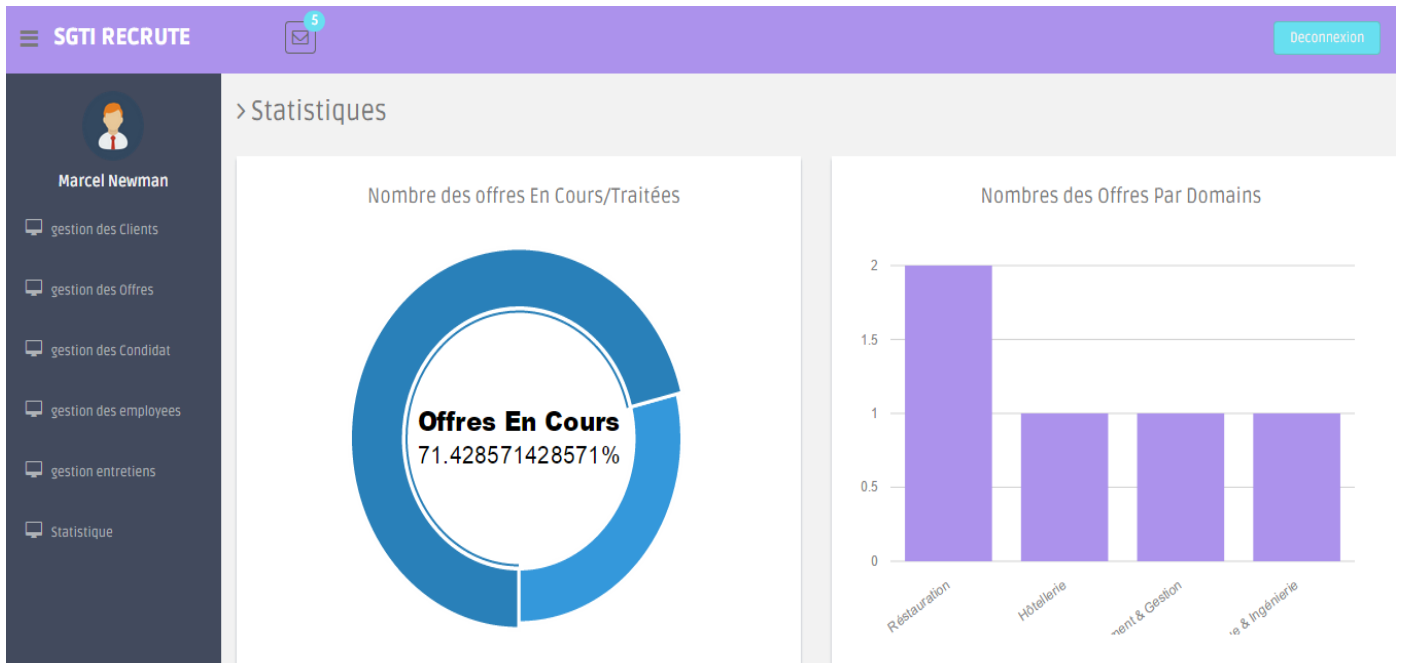 SGTI RECRUTE
5
Deconnexion
Marcel Newman
gestion des Clients
gestion des Offres
gestion des Condidat
gestion des employees
gestion entretiens
Statistique
> Statistiques
Nombre des offres En Cours/Traitées
Offres En Cours
71.428571428571%
Nombres des Offres Par Domains
2
1.5
1
0.5
0
Réstauration
Hôtellerie
ment & Gestion
e & Ingénierie